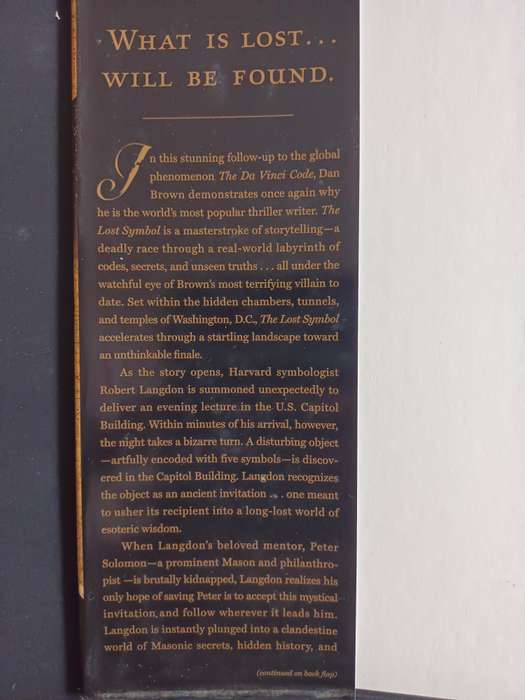 WHAT IS LOST...
WILL BE FOUND.
In this stunning follow-up to the global
phenomenon The Da Vinci Code, Dan
Brown demonstrates once again why
he is the world's most popular thriller writer. The
Lost Symbol is a masterstroke of storytelling—a
deadly race through a real-world labyrinth of
codes, secrets, and unseen truths . . . all under the
watchful eye of Brown's most terrifying villain to
date. Set within the hidden chambers, tunnels,
and temples of Washington, D.C., The Lost Symbol
accelerates through a startling landscape toward
an unthinkable finale.
As the story opens, Harvard symbologist
Robert Langdon is summoned unexpectedly to
deliver an evening lecture in the U.S. Capitol
Building. Within minutes of his arrival, however,
the night takes a bizarre turn. A disturbing object
—artfully encoded with five symbols—is discov-
ered in the Capitol Building. Langdon recognizes
the object as an ancient invitation . . . one meant
to usher its recipient into a long-lost world of
esoteric wisdom.
When Langdon's beloved mentor, Peter
Solomon—a prominent Mason and philanthro-
pist —is brutally kidnapped, Langdon realizes his
only hope of saving Peter is to accept this mystical
invitation and follow wherever it leads him.
Langdon is instantly plunged into a clandestine
world of Masonic secrets, hidden history, and
(continued on back flap)